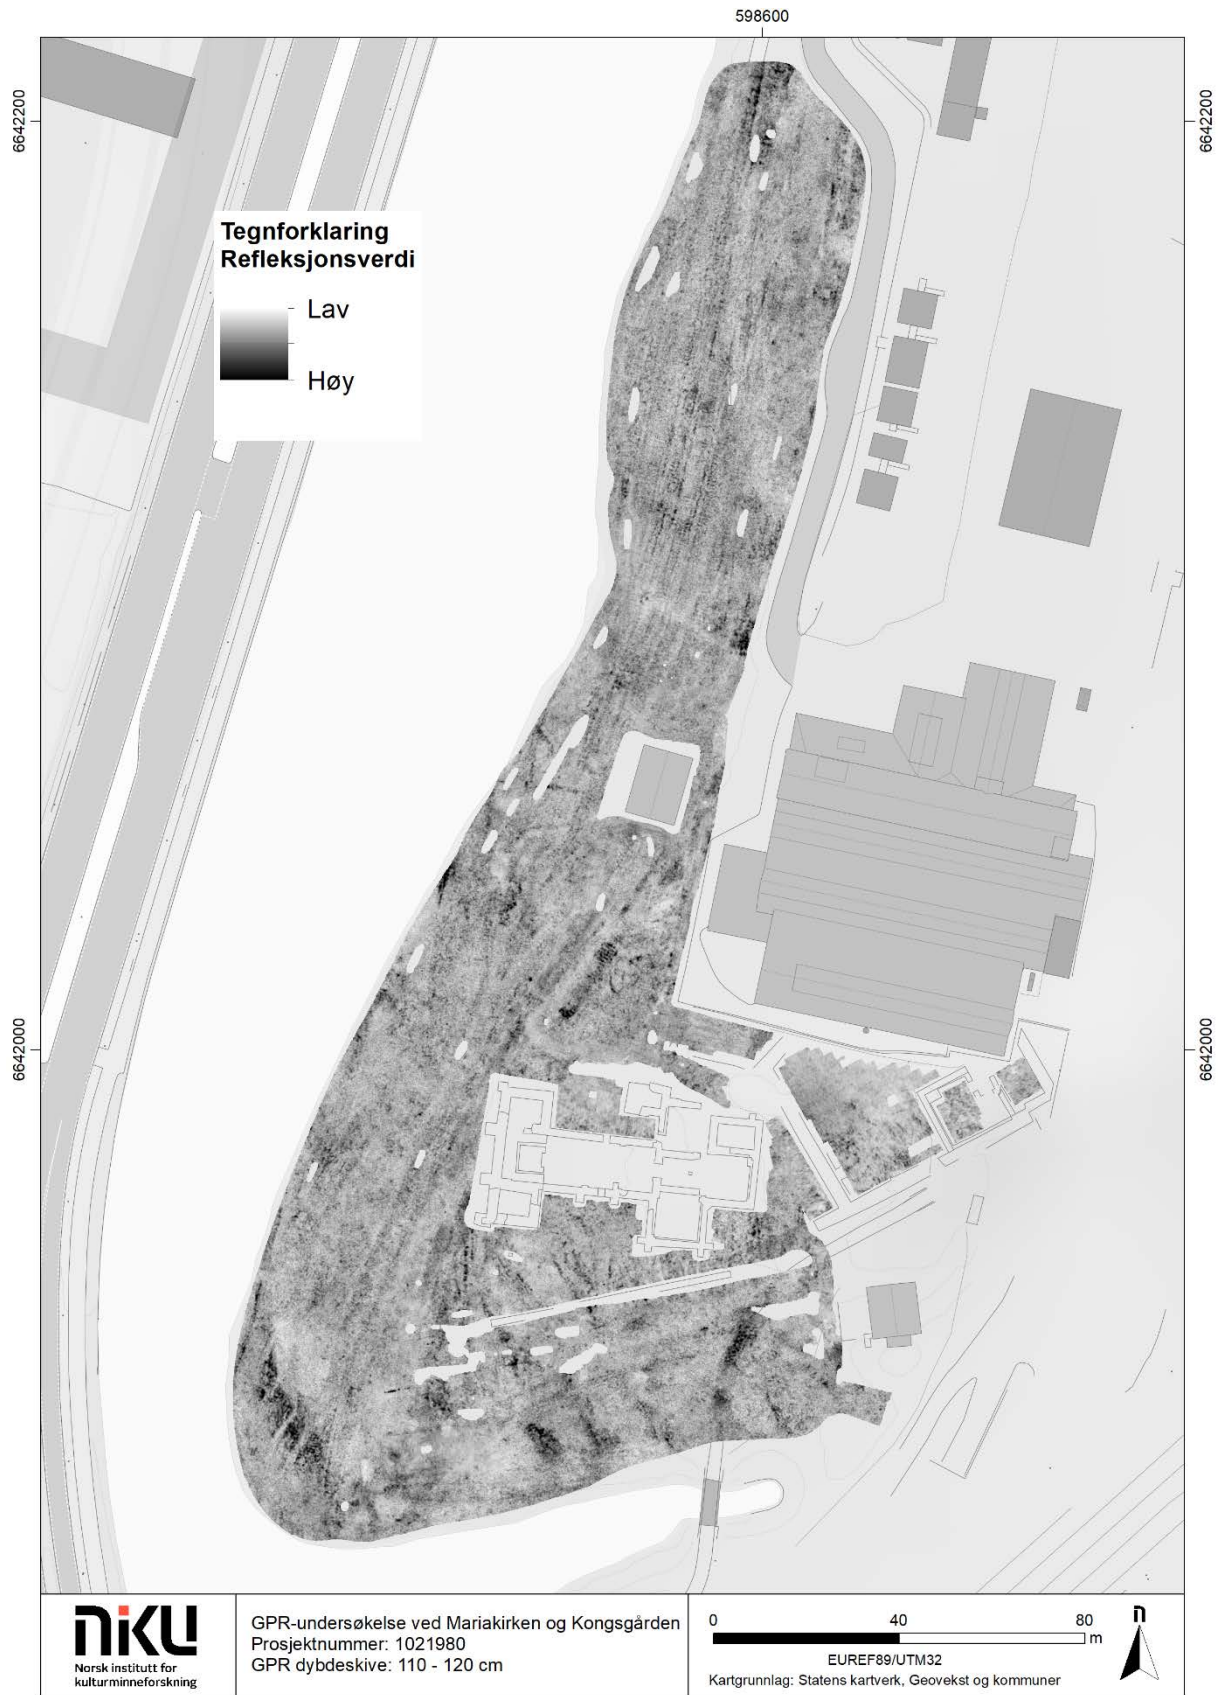 598600
6642200
6642200
Tegnforklaring
Refleksjonsverdi
Lav
Høy
6642000
6642000
niku
Norsk institutt for
kulturminneforskning
GPR-undersøkelse ved Mariakirken og Kongsgården
Prosjektnummer: 1021980
GPR dybdeskive: 110 - 120 cm
0 40 80
m
EUREF89/UTM32
Kartgrunnlag: Statens kartverk, Geovekst og kommuner
n